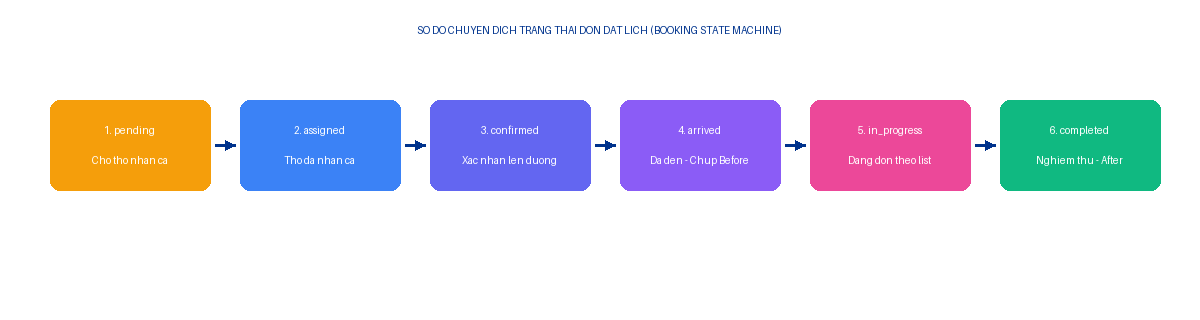 SO DO CHUYEN DICH TRANG THAI DON DAT LICH (BOOKING STATE MACHINE)
1. pending
Cho tho nhan ca
2. assigned
Tho da nhan ca
3. confirmed
Xac nhan len duong
4. arrived
Da den - Chup Before
5. in_progress
Dang don theo list
6. completed
Nghiem thu - After